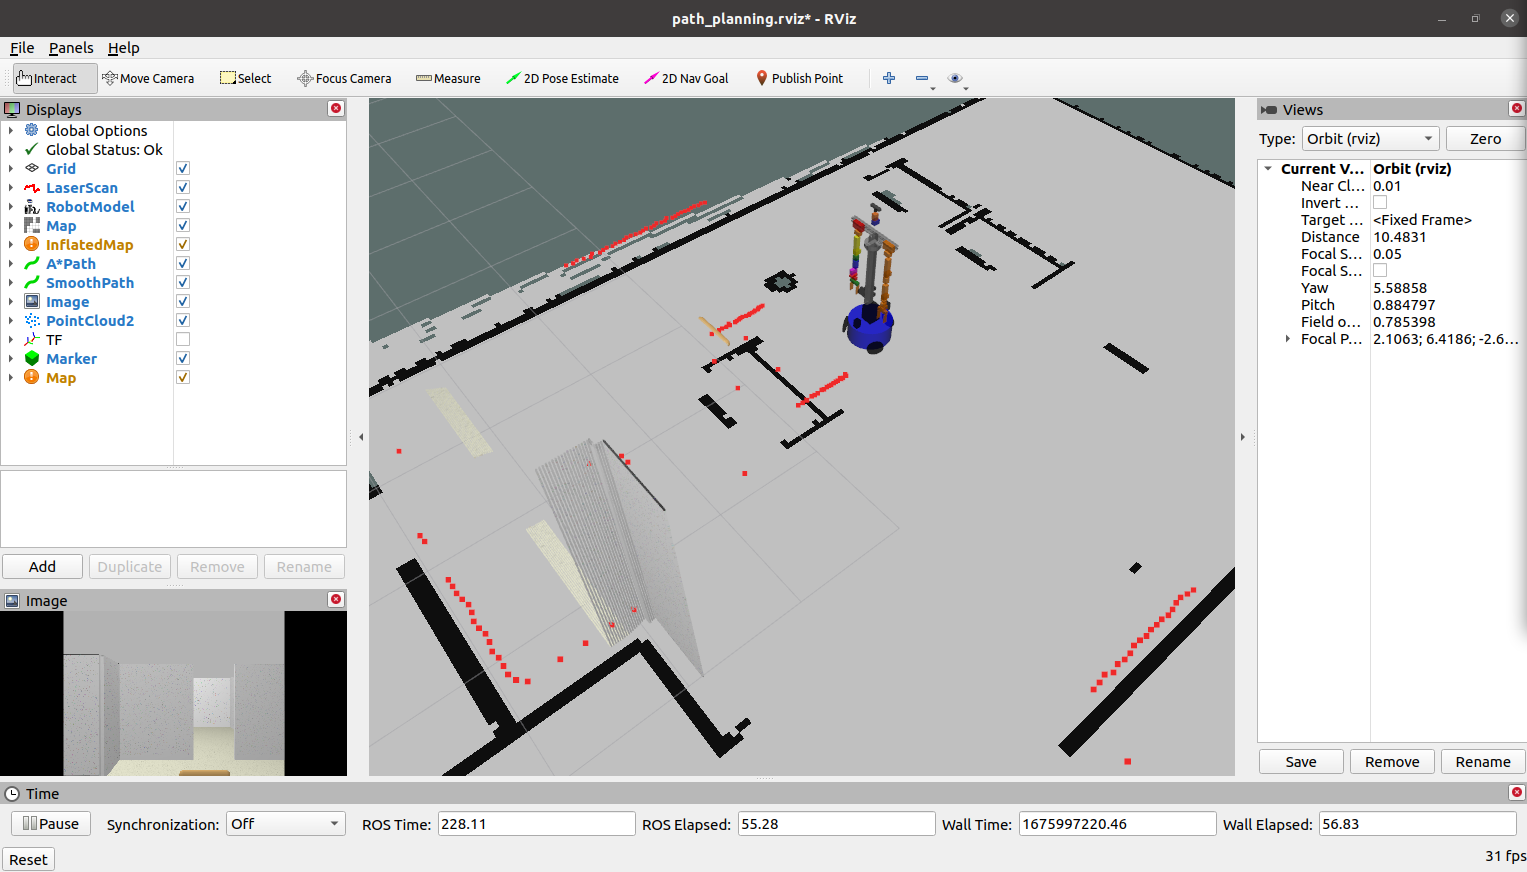 path_planning.rviz* - RViz
File Panels Help
Interact Move Camera Select Focus Camera Measure 2D Pose Estimate 2D Nav Goal Publish Point
Displays
Global Options
Global Status: Ok
Grid
LaserScan
RobotModel
Map
InflatedMap
A*Path
SmoothPath
Image
PointCloud2
TF
Marker
Map
Add Duplicate Remove Rename
Image
Views
Type: Orbit (rviz) Zero
Current V... Orbit (rviz)
Near Cl... 0.01
Invert ...
Target ... <Fixed Frame>
Distance 10.4831
Focal S... 0.05
Focal S...
Yaw 5.58858
Pitch 0.884797
Field o... 0.785398
Focal P... 2.1063; 6.4186; -2.6...
Save Remove Rename
Time
Pause Synchronization: Off ROS Time: 228.11 ROS Elapsed: 55.28 Wall Time: 1675997220.46 Wall Elapsed: 56.83
Reset 31 fps